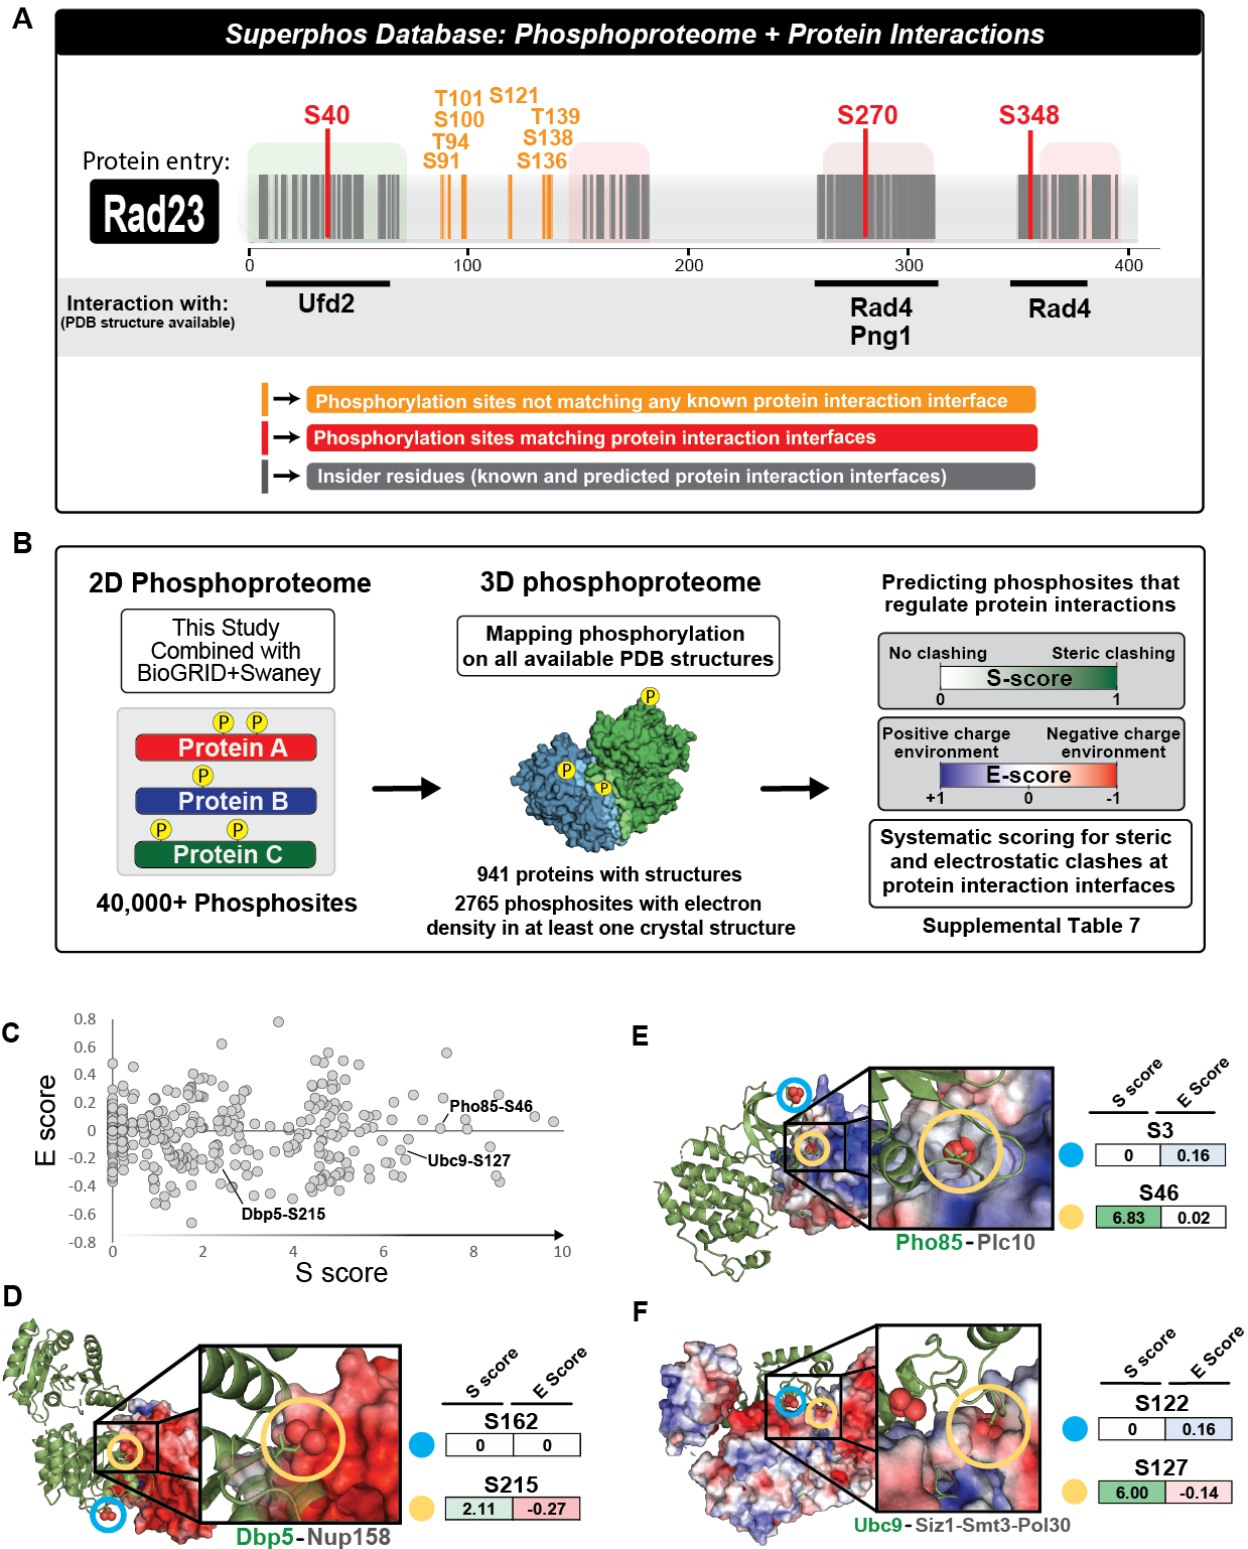 A
Superphos Database: Phosphoproteome + Protein Interactions
S40
T101
S121
S100
T139
T94
S138
S91
S136
S270
S348
Protein entry:
Rad23
0
100
200
300
400
Interaction with:
(PDB structure available)
Ufd2
Rad4
Png1
Rad4
Phosphorylation sites not matching any known protein interaction interface
Phosphorylation sites matching protein interaction interfaces
Insider residues (known and predicted protein interaction interfaces)
B
2D Phosphoproteome
This Study
Combined with
BioGRID+Swaney
P P
Protein A
P
Protein B
P P
Protein C
40,000+ Phosphosites
3D phosphoproteome
Mapping phosphorylation
on all available PDB structures
P
P
P
941 proteins with structures
2765 phosphosites with electron
density in at least one crystal structure
Predicting phosphosites that
regulate protein interactions
No clashing
Steric clashing
S-score
0
1
Positive charge
environment
Negative charge
environment
E-score
+1
0
-1
Systematic scoring for steric
and electrostatic clashes at
protein interaction interfaces
Supplemental Table 7
C
E score
0.8
0.6
0.4
0.2
0
-0.2
-0.4
-0.6
-0.8
Pho85-S46
Ubc9-S127
Dbp5-S215
0
2
4
6
8
10
S score
D
S score
E Score
S162
0
0
S215
2.11
-0.27
Dbp5-Nup158
E
S score
E Score
S3
0
0.16
S46
6.83
0.02
Pho85-Plc10
F
S score
E Score
S122
0
0.16
S127
6.00
-0.14
Ubc9-Siz1-Smt3-Pol30